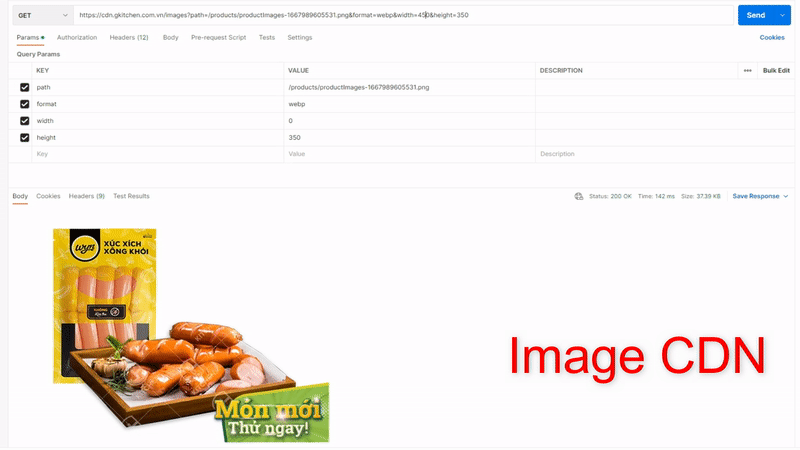 GET
https://cdn.gkitchen.com.vn/images?path=/products/productImages-1667989605531.png&format=webp&width=450&height=350
Send
Params
Authorization
Headers (12)
Body
Pre-request Script
Tests
Settings
Cookies
Query Params
KEY VALUE DESCRIPTION ••• Bulk Edit
path /products/productImages-1667989605531.png
format webp
width 0
height 350
Key Value Description
Body Cookies Headers (9) Test Results
Status: 200 OK Time: 142 ms Size: 37.39 KB Save Response
wyn
XÚC XÍCH
XÔNG KHÓI
Image CDN
Món mới
Thử ngay!